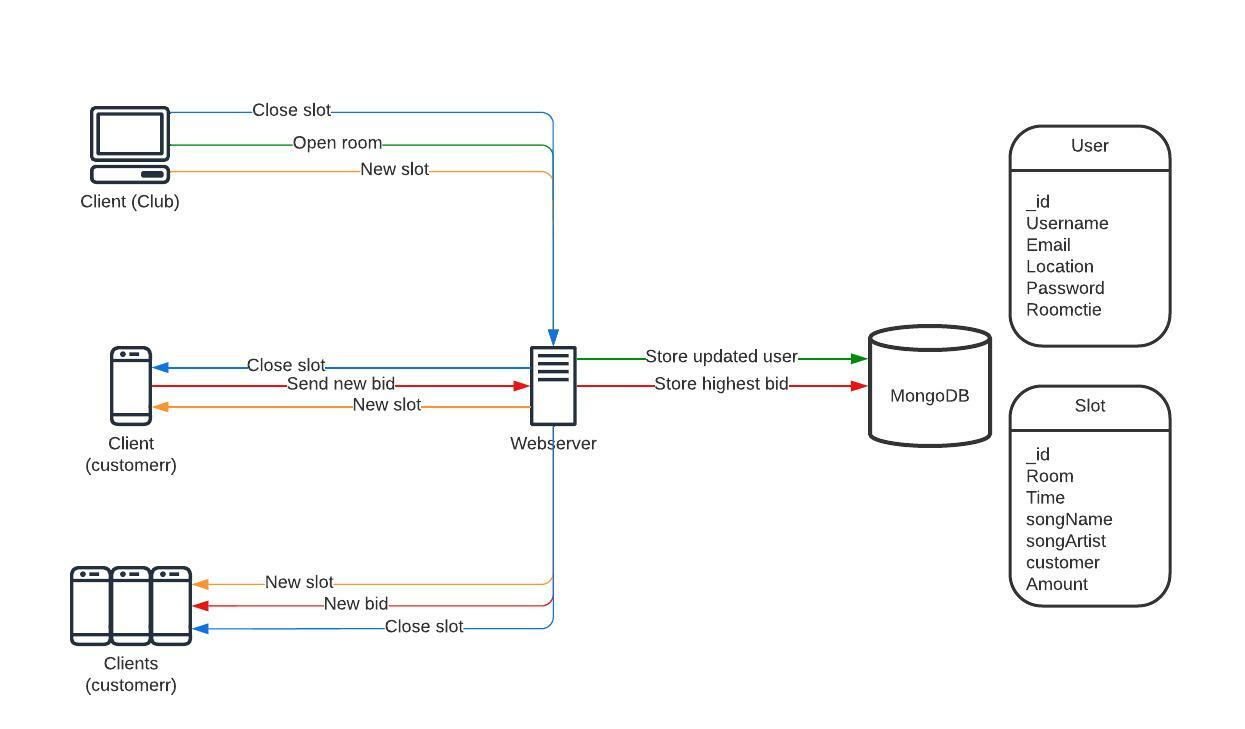 Close slot
Open room
New slot
Client (Club)
User
_id
Username
Email
Location
Password
Roomctie
Close slot
Send new bid
New slot
Client
(customerr)
Webserver
Store updated user
Store highest bid
MongoDB
Slot
_id
Room
Time
songName
songArtist
customer
Amount
New slot
New bid
Close slot
Clients
(customerr)